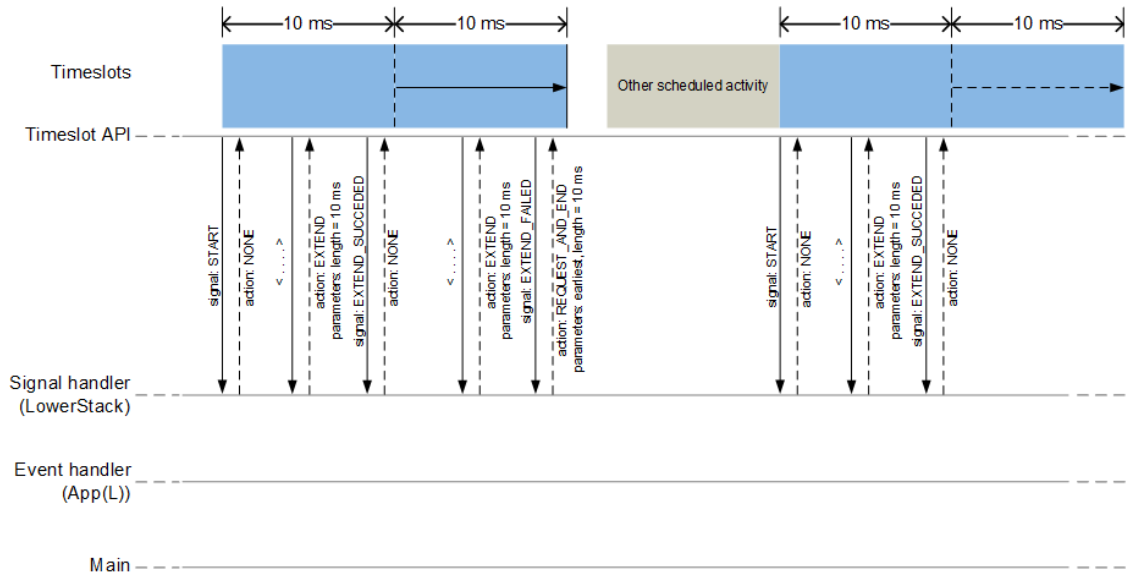 10 ms
10 ms
10 ms
10 ms
Timeslots
Other scheduled activity
Timeslot API
signal: START
action: NONE
< . . . . >
action: EXTEND
parameters: length = 10 ms
signal: EXTEND_SUCCEDED
action: NONE
< . . . . >
action: EXTEND
parameters: length = 10 ms
signal: EXTEND_FAILED
action: REQUEST_AND_END
parameters: earliest, length = 10 ms
signal: START
action: NONE
< . . . . >
action: EXTEND
parameters: length = 10 ms
signal: EXTEND_SUCCEDED
action: NONE
Signal handler
(LowerStack)
Event handler
(App(L))
Main